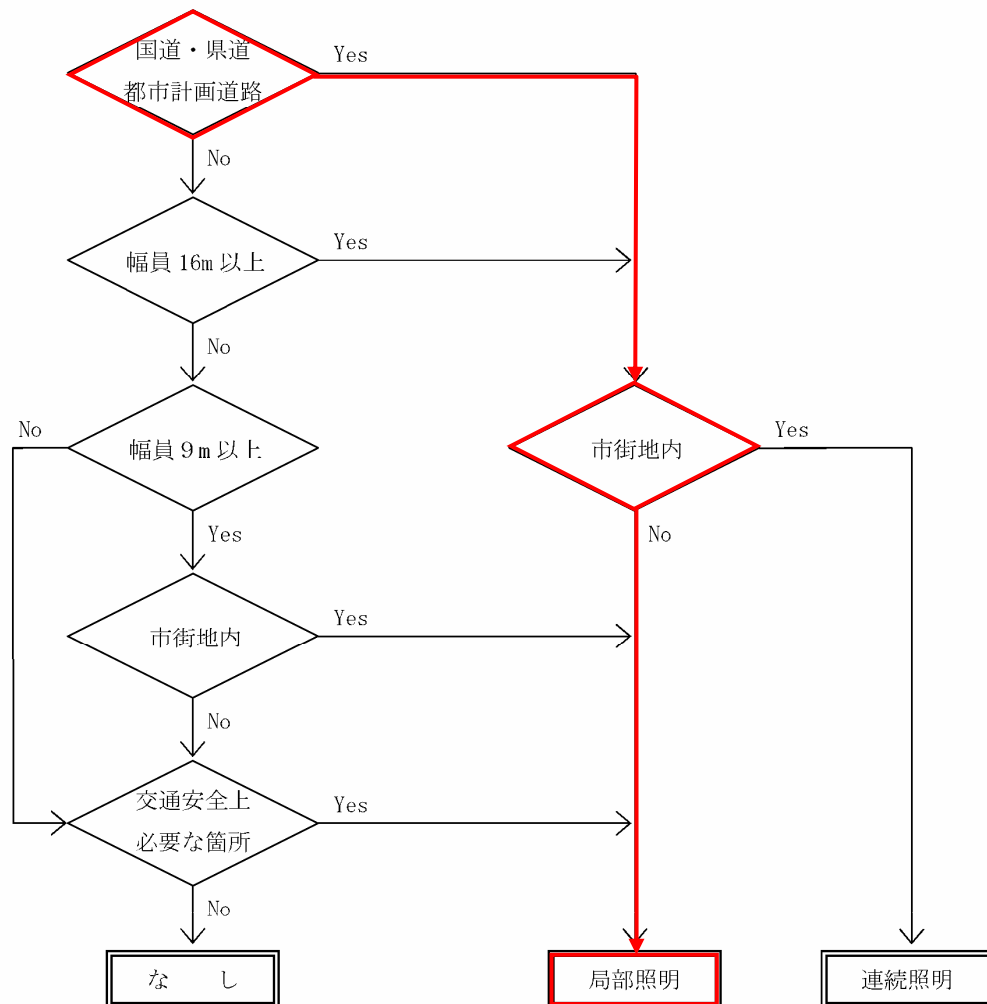 国道・県道
都市計画道路
Yes
No
幅員 16m 以上
Yes
No
幅員 9m 以上
No
Yes
市街地内
Yes
No
市街地内
Yes
No
交通安全上
必要な箇所
Yes
No
な し
局部照明
連続照明